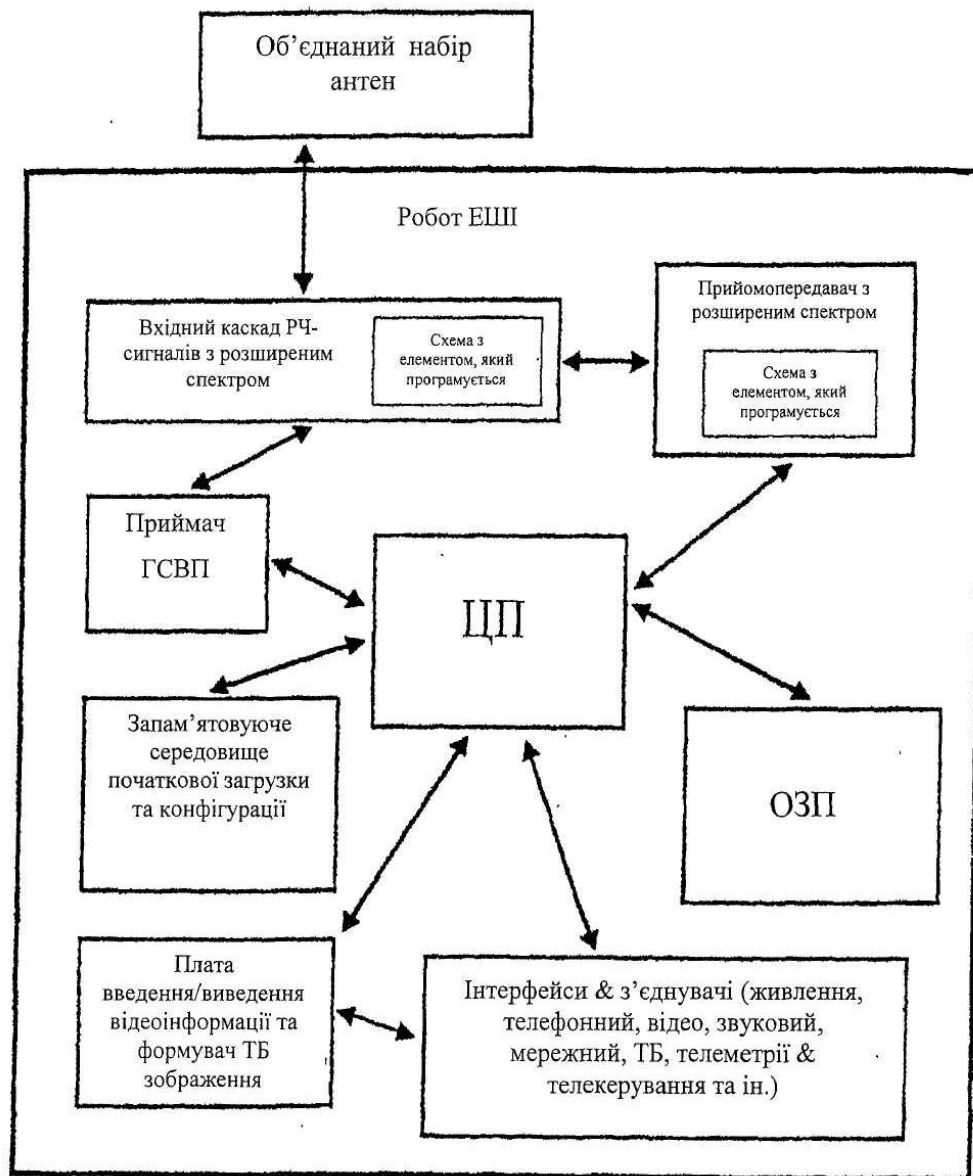 Об’єднаний набір
антен
Робот ЕШІ
Вхідний каскад РЧ-
сигналів з розширеним
спектром
Схема з
елементом, який
програмується
Прийомопередавач з
розширеним спектром
Схема з
елементом, який
програмується
Приймач
ГСВП
ЦП
Запам’ятовуюче
середовище
початкової загрузки
та конфігурації
ОЗП
Плата
введення/виведення
відеоінформації та
формувач ТБ
зображення
Інтерфейси & з’єднувачі (живлення,
телефонний, відео, звуковий,
мережний, ТБ, телеметрії &
телекерування та ін.)